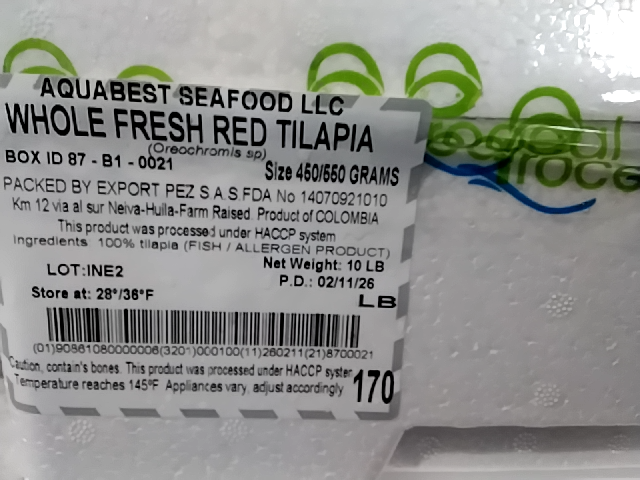 AQUABEST SEAFOOD LLC
WHOLE FRESH RED TILAPIA
(Oreochromis sp)
BOX ID 87 - B1 - 0021
Size 450/550 GRAMS
PACKED BY EXPORT PEZ S.A.S.FDA No 14070921010
Km 12 via al sur Neiva-Huila-Farm Raised. Product of COLOMBIA
This product was processed under HACCP system
Ingredients: 100% tilapia (FISH / ALLERGEN PRODUCT)
LOT:INE2
Net Weight: 10 LB
P.D.: 02/11/26
Store at: 28°/36°F
LB
(01)90861080000006(3201)000100(11)260211(21)8700021
Caution, contain's bones. This product was processed under HACCP system
Temperature reaches 145ºF Appliances vary, adjust accordingly
170